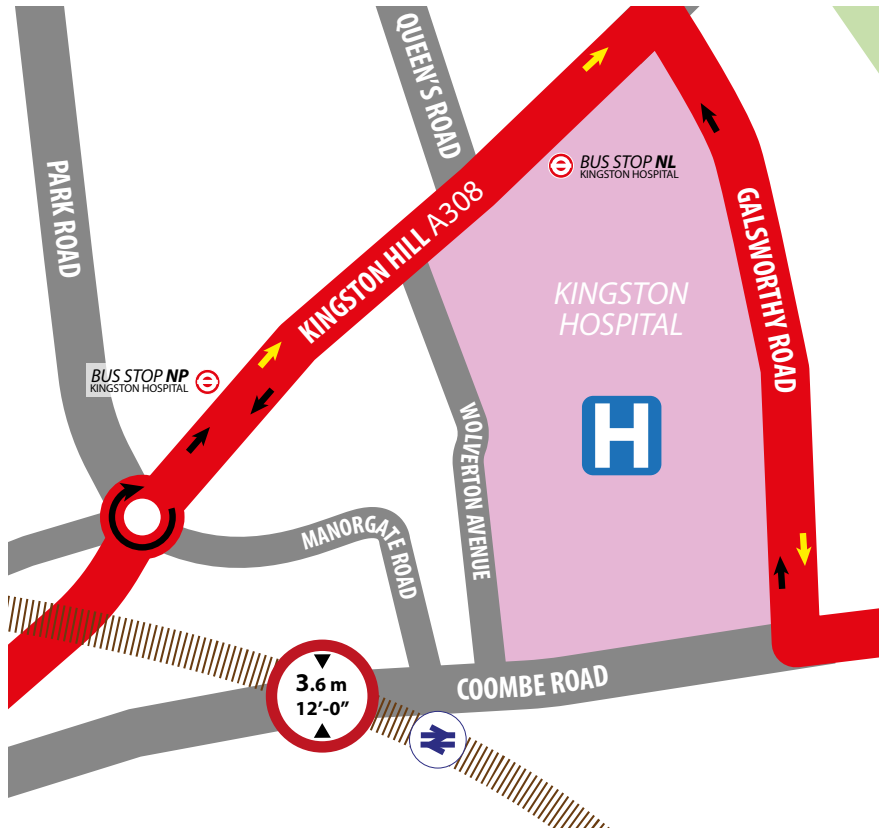 QUEEN'S ROAD
BUS STOP NL
KINGSTON HOSPITAL
PARK ROAD
KINGSTON HILL A308
GALSWORTHY ROAD
KINGSTON
HOSPITAL
BUS STOP NP
KINGSTON HOSPITAL
H
WOLVERTON AVENUE
MANORGATE ROAD
3.6 m
12'-0"
COOMBE ROAD